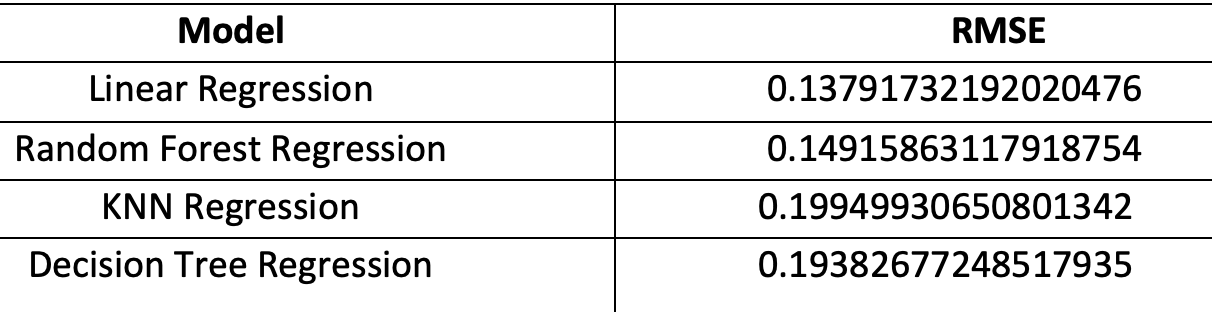 Model RMSE
Linear Regression 0.13791732192020476
Random Forest Regression 0.14915863117918754
KNN Regression 0.19949930650801342
Decision Tree Regression 0.19382677248517935